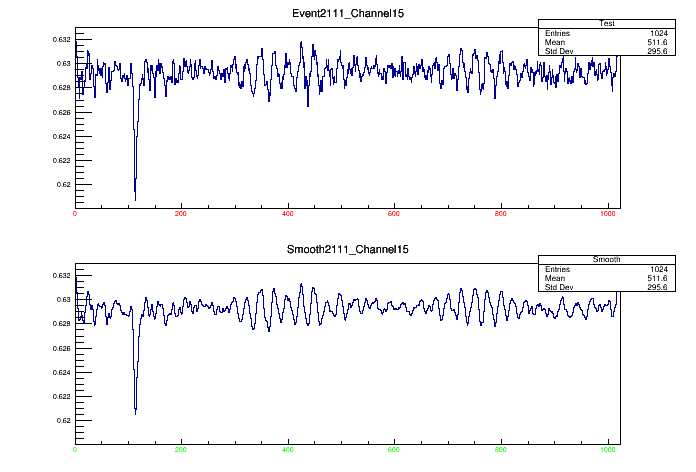 Event2111_Channel15
Test
Entries 1024
Mean 511.6
Std Dev 295.6
0.632
0.63
0.628
0.626
0.624
0.622
0.62
0 200 400 600 800 1000
Smooth2111_Channel15
Smooth
Entries 1024
Mean 511.6
Std Dev 295.6
0.632
0.63
0.628
0.626
0.624
0.622
0.62
0 200 400 600 800 1000